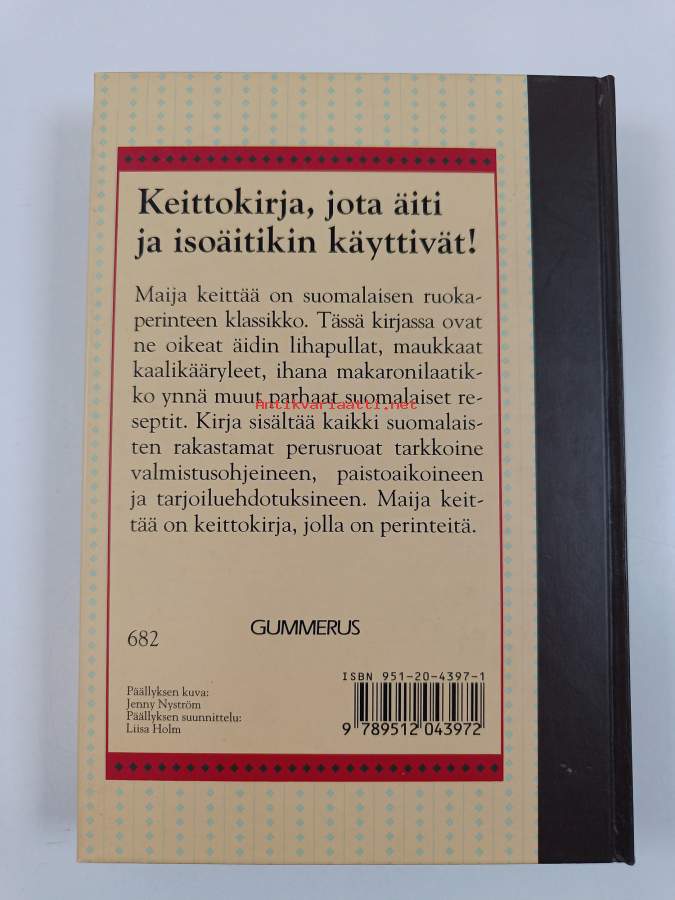 Keittokirja, jota äiti
ja isoäitikin käyttivät!
Maija keittää on suomalaisen ruoka-
perinteen klassikko. Tässä kirjassa ovat
ne oikeat äidin lihapullat, maukkaat
kaalikääryleet, ihana makaronilaatik-
ko ynnä muut parhaat suomalaiset re-
Antikvariaatti.net
septit. Kirja sisältää kaikki suomalais-
ten rakastamat perusruoat tarkkoine
valmistusohjeineen, paistoaikoineen
ja tarjoiluehdotuksineen. Maija keit-
tää on keittokirja, jolla on perinteitä.
682
GUMMERUS
ISBN 951-20-4397-1
9 789512 043972
Päällyksen kuva:
Jenny Nyström
Päällyksen suunnittelu:
Liisa Holm